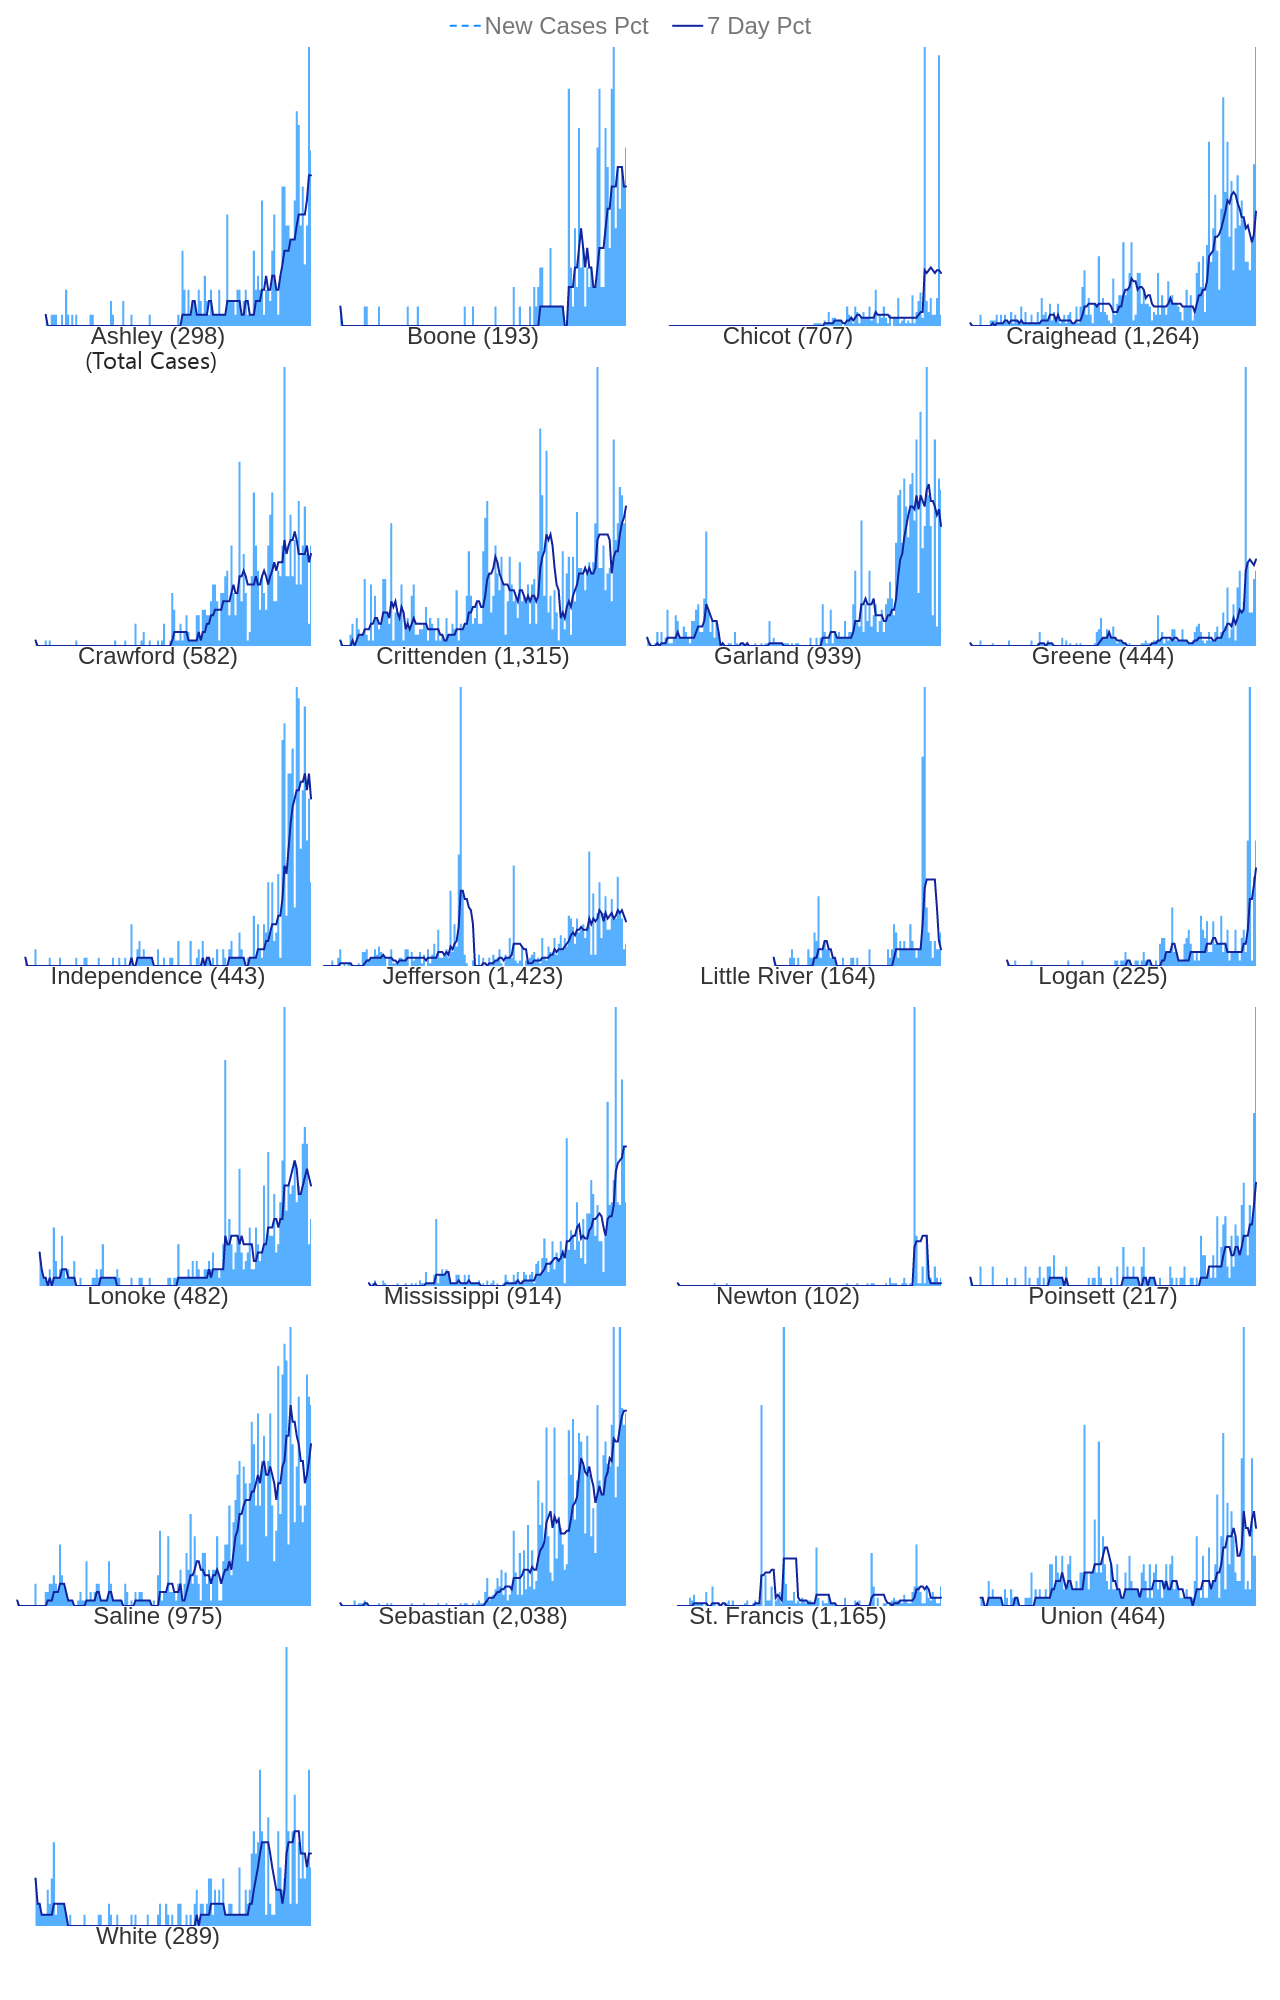 New Cases Pct 7 Day Pct
Ashley (298) Boone (193) Chicot (707) Craighead (1,264)
(Total Cases)
Crawford (582) Crittenden (1,315) Garland (939) Greene (444)
Independence (443) Jefferson (1,423) Little River (164) Logan (225)
Lonoke (482) Mississippi (914) Newton (102) Poinsett (217)
Saline (975) Sebastian (2,038) St. Francis (1,165) Union (464)
White (289)